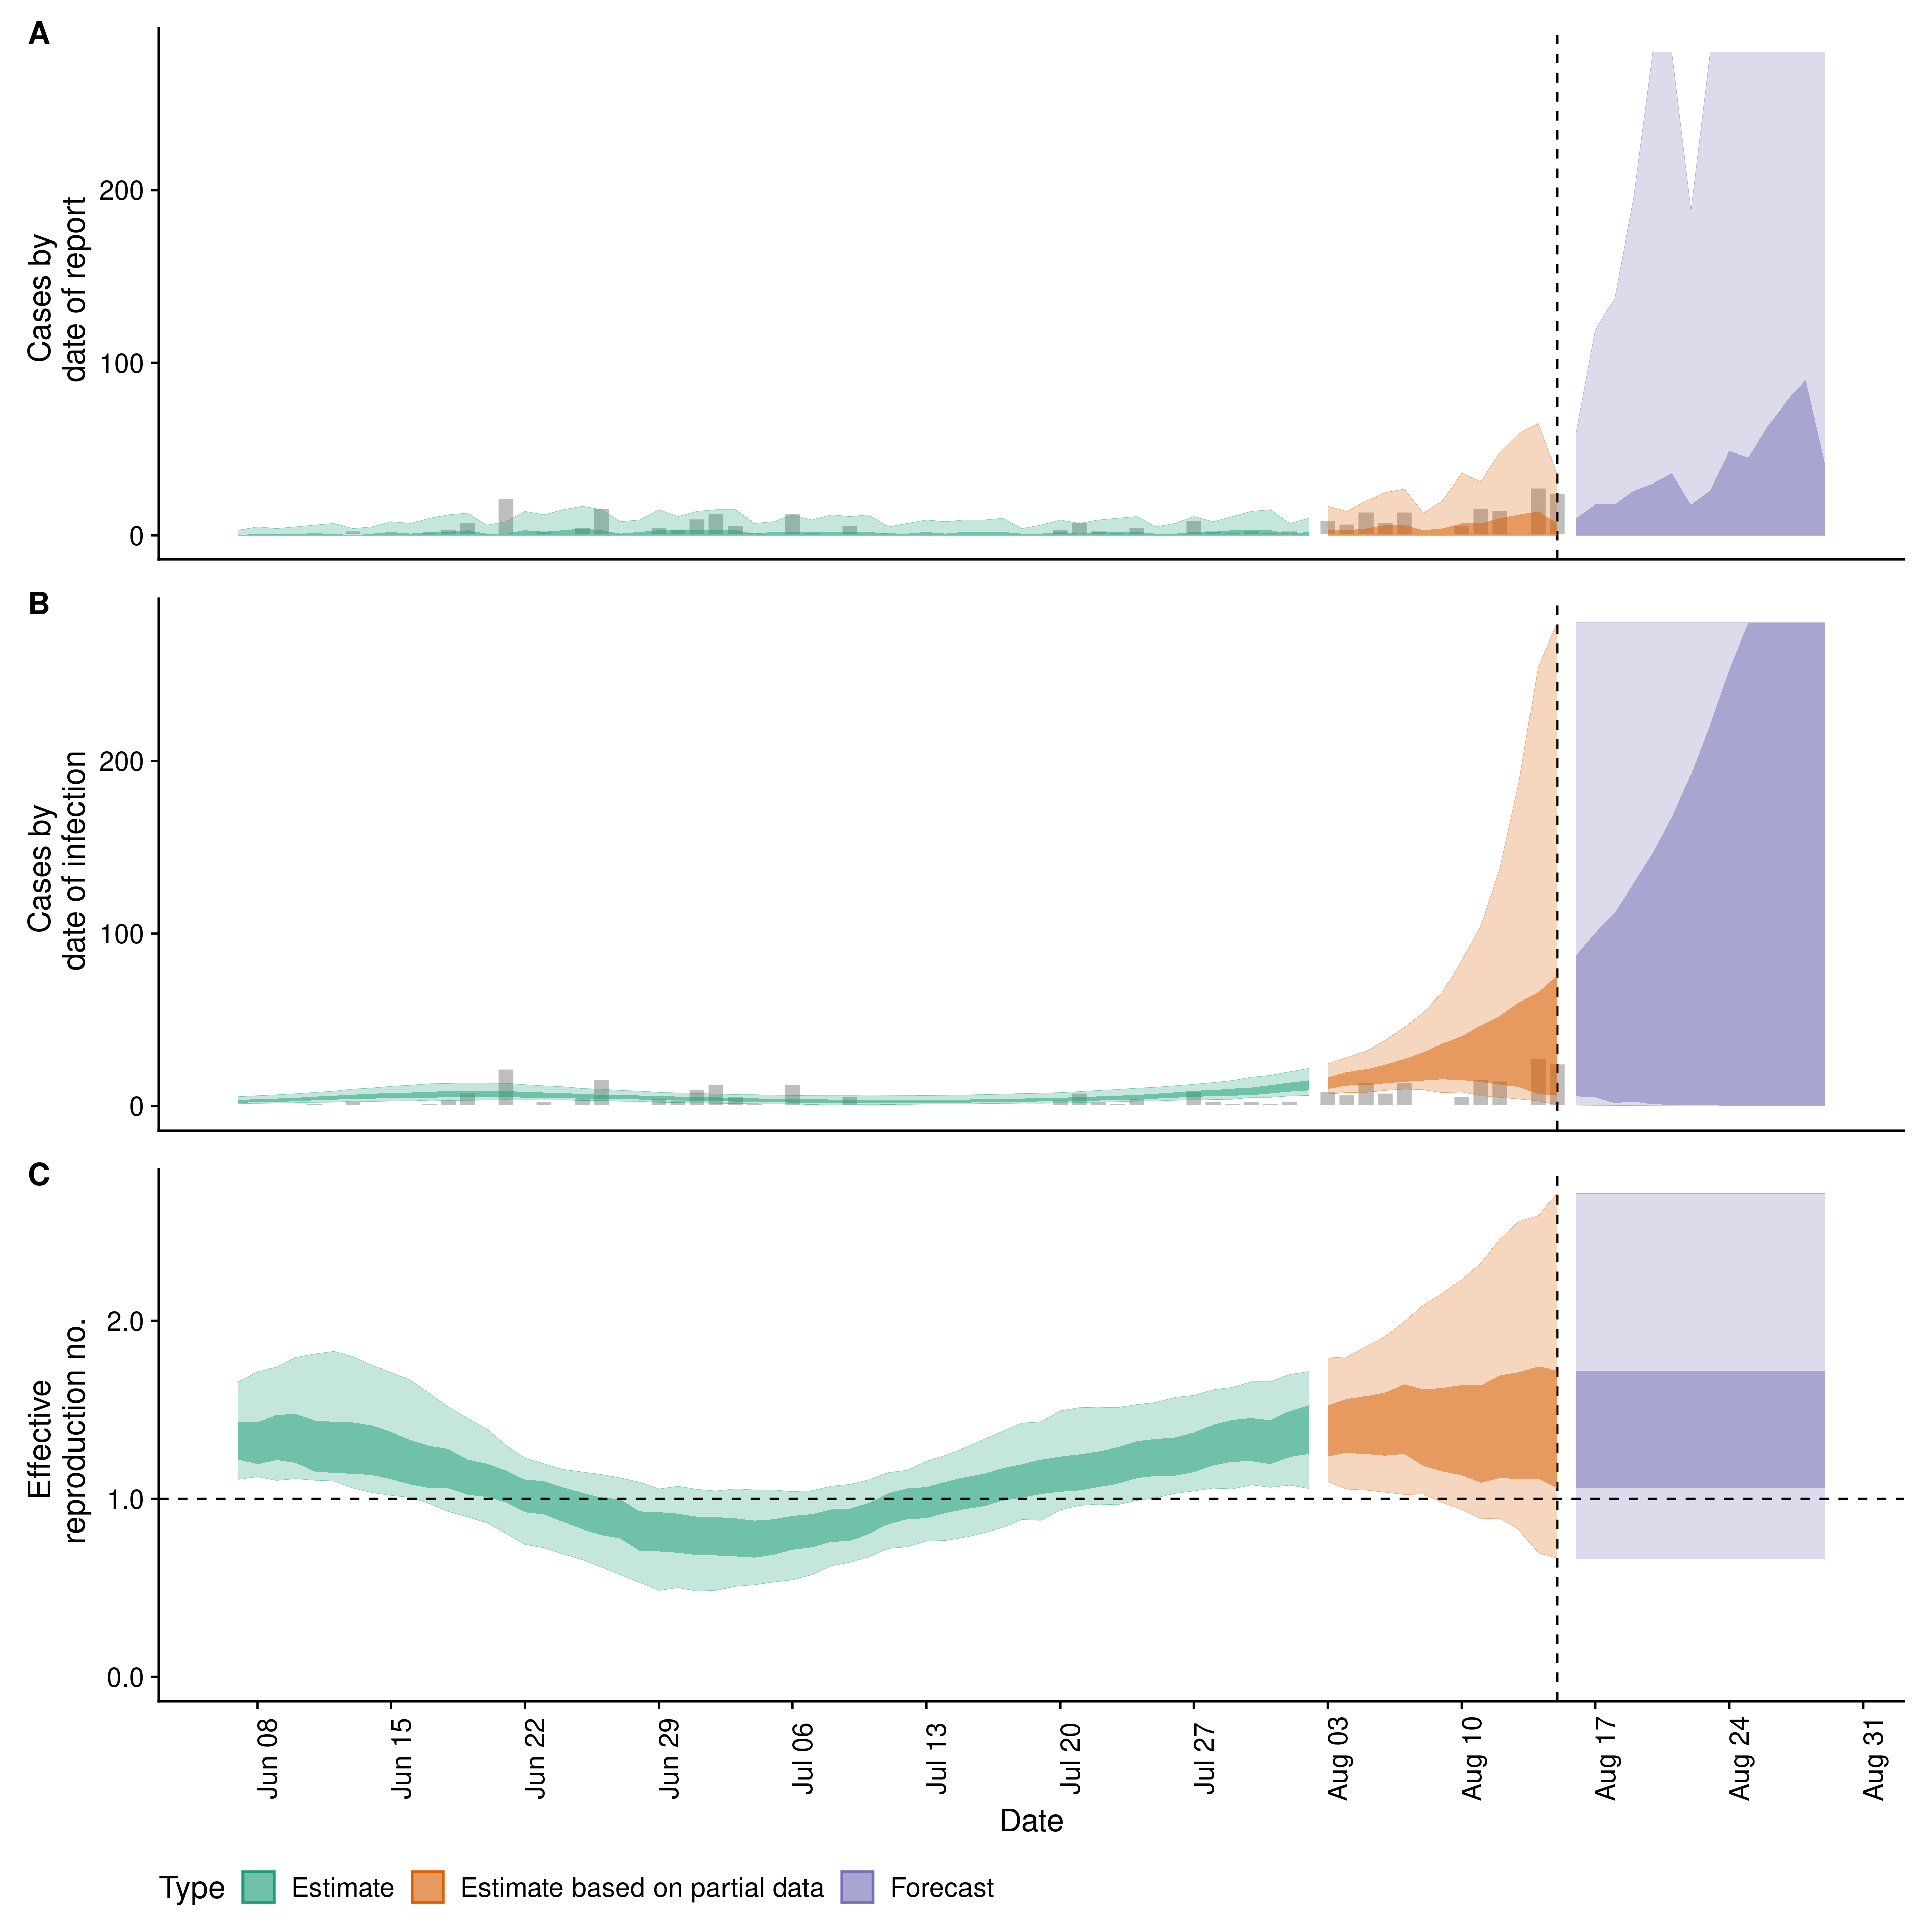 A
Cases by
date of report
200
100
0
B
Cases by
date of infection
200
100
0
C
Effective
reproduction no.
2.0
1.0
0.0
Jun 08
Jun 15
Jun 22
Jun 29
Jul 06
Jul 13
Jul 20
Jul 27
Aug 03
Aug 10
Aug 17
Aug 24
Aug 31
Date
Type Estimate Estimate based on partial data Forecast